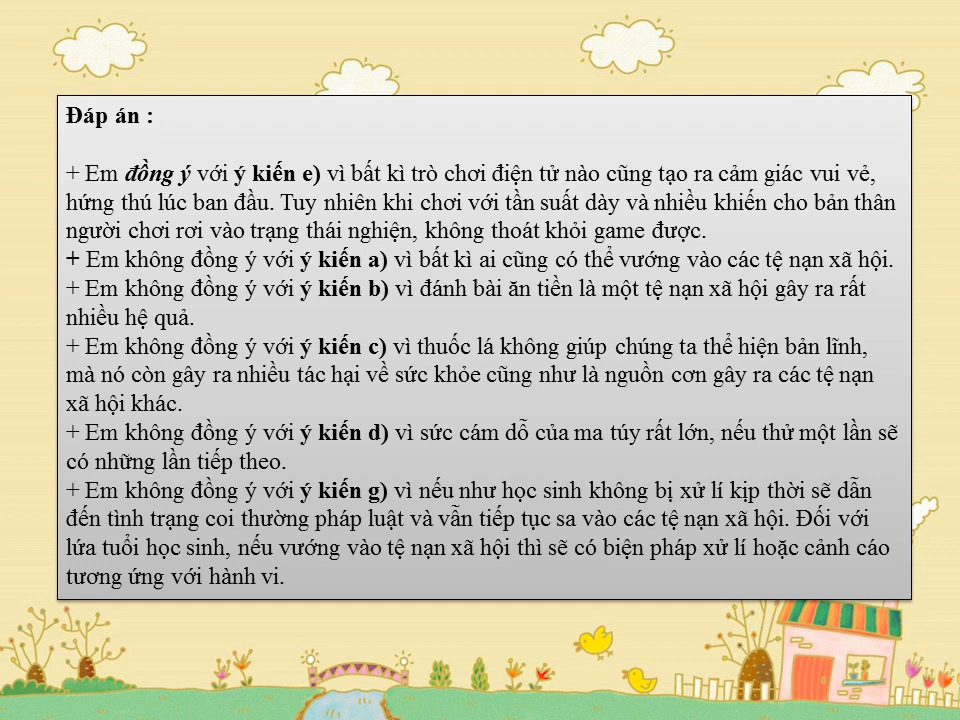 Đáp án :
+ Em đồng ý với ý kiến e) vì bất kì trò chơi điện tử nào cũng tạo ra cảm giác vui vẻ,
hứng thú lúc ban đầu. Tuy nhiên khi chơi với tần suất dày và nhiều khiến cho bản thân
người chơi rơi vào trạng thái nghiện, không thoát khỏi game được.
+ Em không đồng ý với ý kiến a) vì bất kì ai cũng có thể vướng vào các tệ nạn xã hội.
+ Em không đồng ý với ý kiến b) vì đánh bài ăn tiền là một tệ nạn xã hội gây ra rất
nhiều hệ quả.
+ Em không đồng ý với ý kiến c) vì thuốc lá không giúp chúng ta thể hiện bản lĩnh,
mà nó còn gây ra nhiều tác hại về sức khỏe cũng như là nguồn cơn gây ra các tệ nạn
xã hội khác.
+ Em không đồng ý với ý kiến d) vì sức cám dỗ của ma túy rất lớn, nếu thử một lần sẽ
có những lần tiếp theo.
+ Em không đồng ý với ý kiến g) vì nếu như học sinh không bị xử lí kịp thời sẽ dẫn
đến tình trạng coi thường pháp luật và vẫn tiếp tục sa vào các tệ nạn xã hội. Đối với
lứa tuổi học sinh, nếu vướng vào tệ nạn xã hội thì sẽ có biện pháp xử lí hoặc cảnh cáo
tương ứng với hành vi.